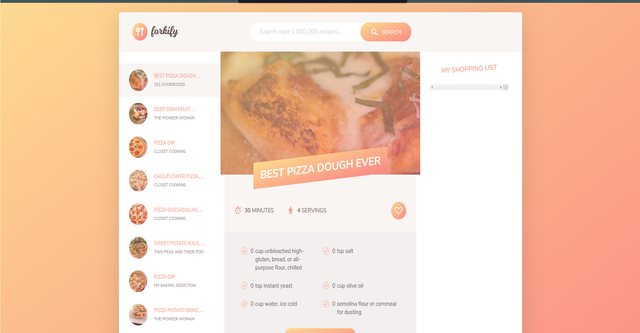 forkify
Search over 1,000,000 recipes...
SEARCH
BEST PIZZA DOUGH ...
101 COOKBOOKS
DEEP DISH FRUIT ...
THE PIONEER WOMAN
PIZZA DIP
CLOSET COOKING
CAULIFLOWER PIZZA ...
CLOSET COOKING
PIZZA QUESADILLAS ...
CLOSET COOKING
SWEET POTATO KALE ...
TWO PEAS AND THEIR POD
PIZZA DIP
MY BAKING ADDICTION
PIZZA POTATO SKINS ...
THE PIONEER WOMAN
BEST PIZZA DOUGH EVER
30 MINUTES
4 SERVINGS
0 cup unbleached high-
gluten, bread, or all-
purpose flour, chilled
0 tsp salt
0 tsp instant yeast
0 cup olive oil
0 cup water, ice cold
0 semolina flour or cornmeal
for dusting
MY SHOPPING LIST